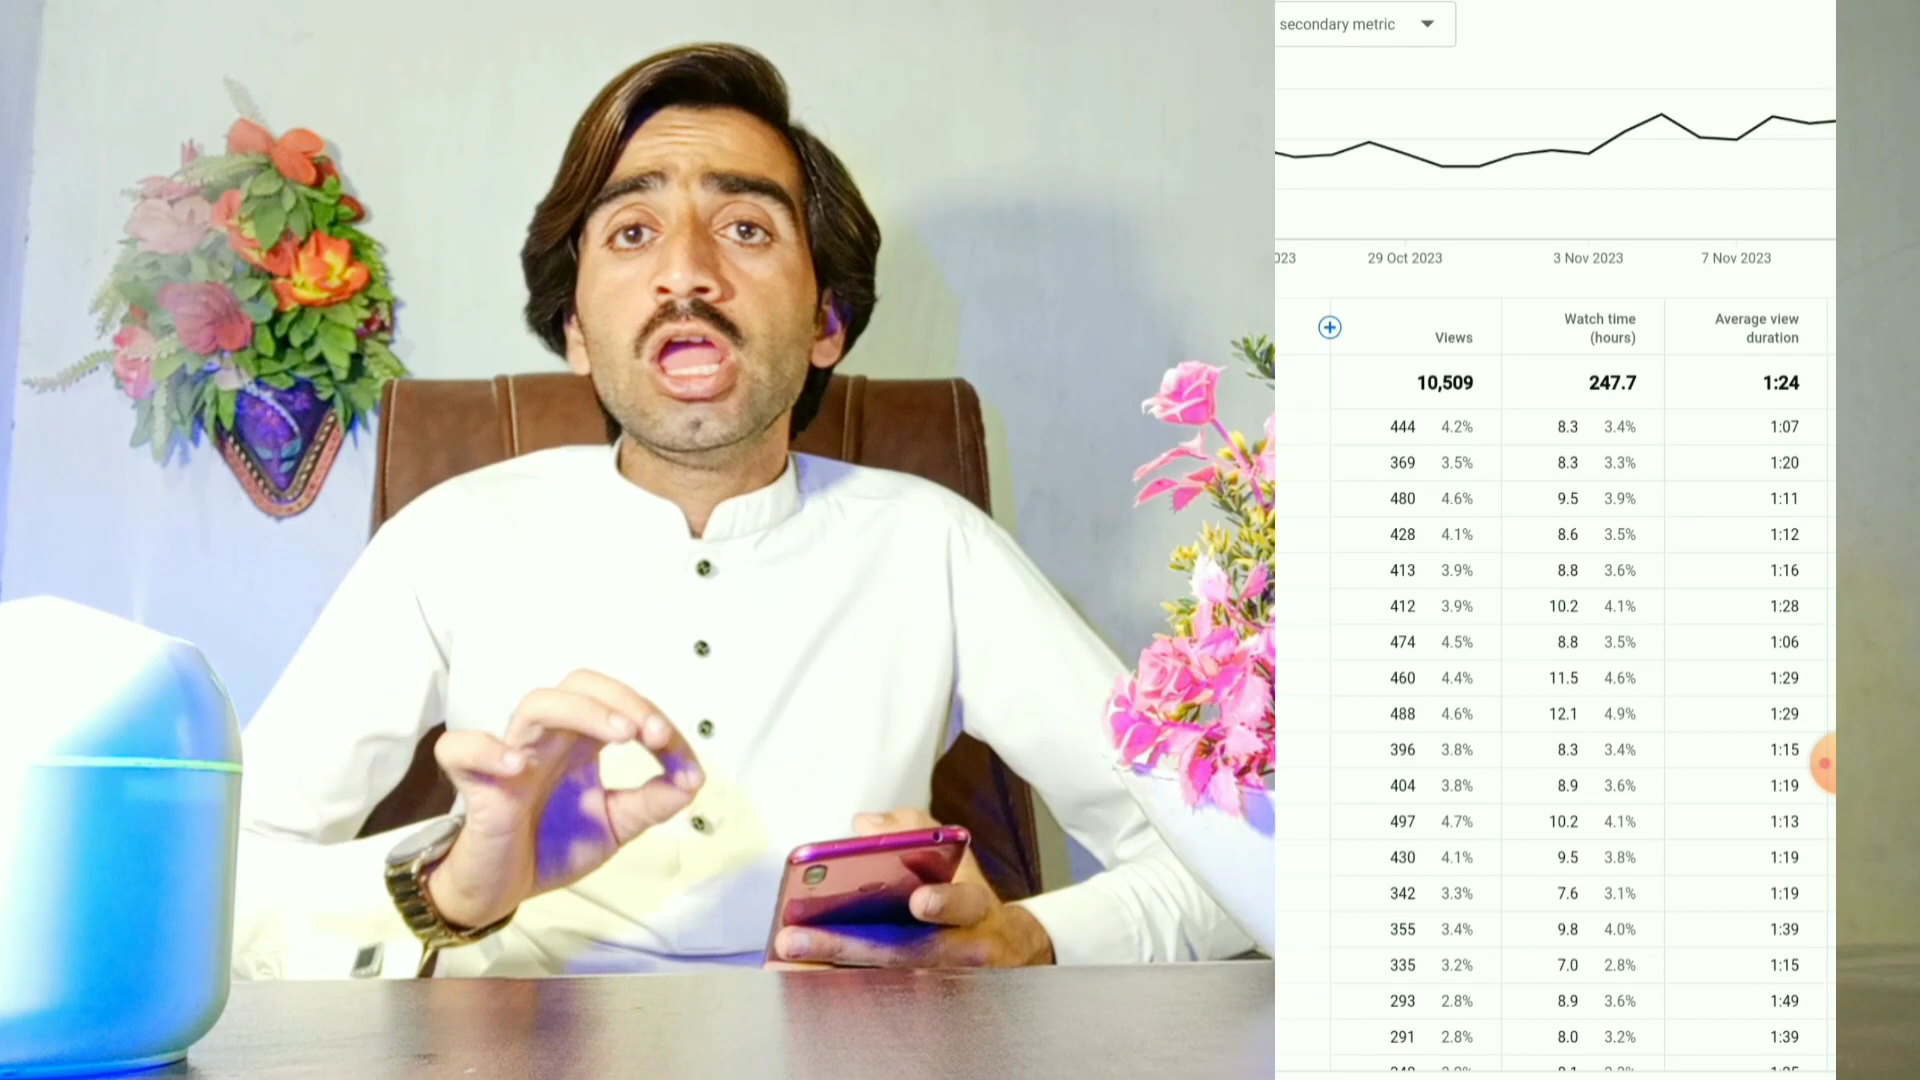 secondary metric
023 29 Oct 2023 3 Nov 2023 7 Nov 2023
Views Watch time (hours) Average view duration
10,509 247.7 1:24
444 4.2% 8.3 3.4% 1:07
369 3.5% 8.3 3.3% 1:20
480 4.6% 9.5 3.9% 1:11
428 4.1% 8.6 3.5% 1:12
413 3.9% 8.8 3.6% 1:16
412 3.9% 10.2 4.1% 1:28
474 4.5% 8.8 3.5% 1:06
460 4.4% 11.5 4.6% 1:29
488 4.6% 12.1 4.9% 1:29
396 3.8% 8.3 3.4% 1:15
404 3.8% 8.9 3.6% 1:19
497 4.7% 10.2 4.1% 1:13
430 4.1% 9.5 3.8% 1:19
342 3.3% 7.6 3.1% 1:19
355 3.4% 9.8 4.0% 1:39
335 3.2% 7.0 2.8% 1:15
293 2.8% 8.9 3.6% 1:49
291 2.8% 8.0 3.2% 1:39